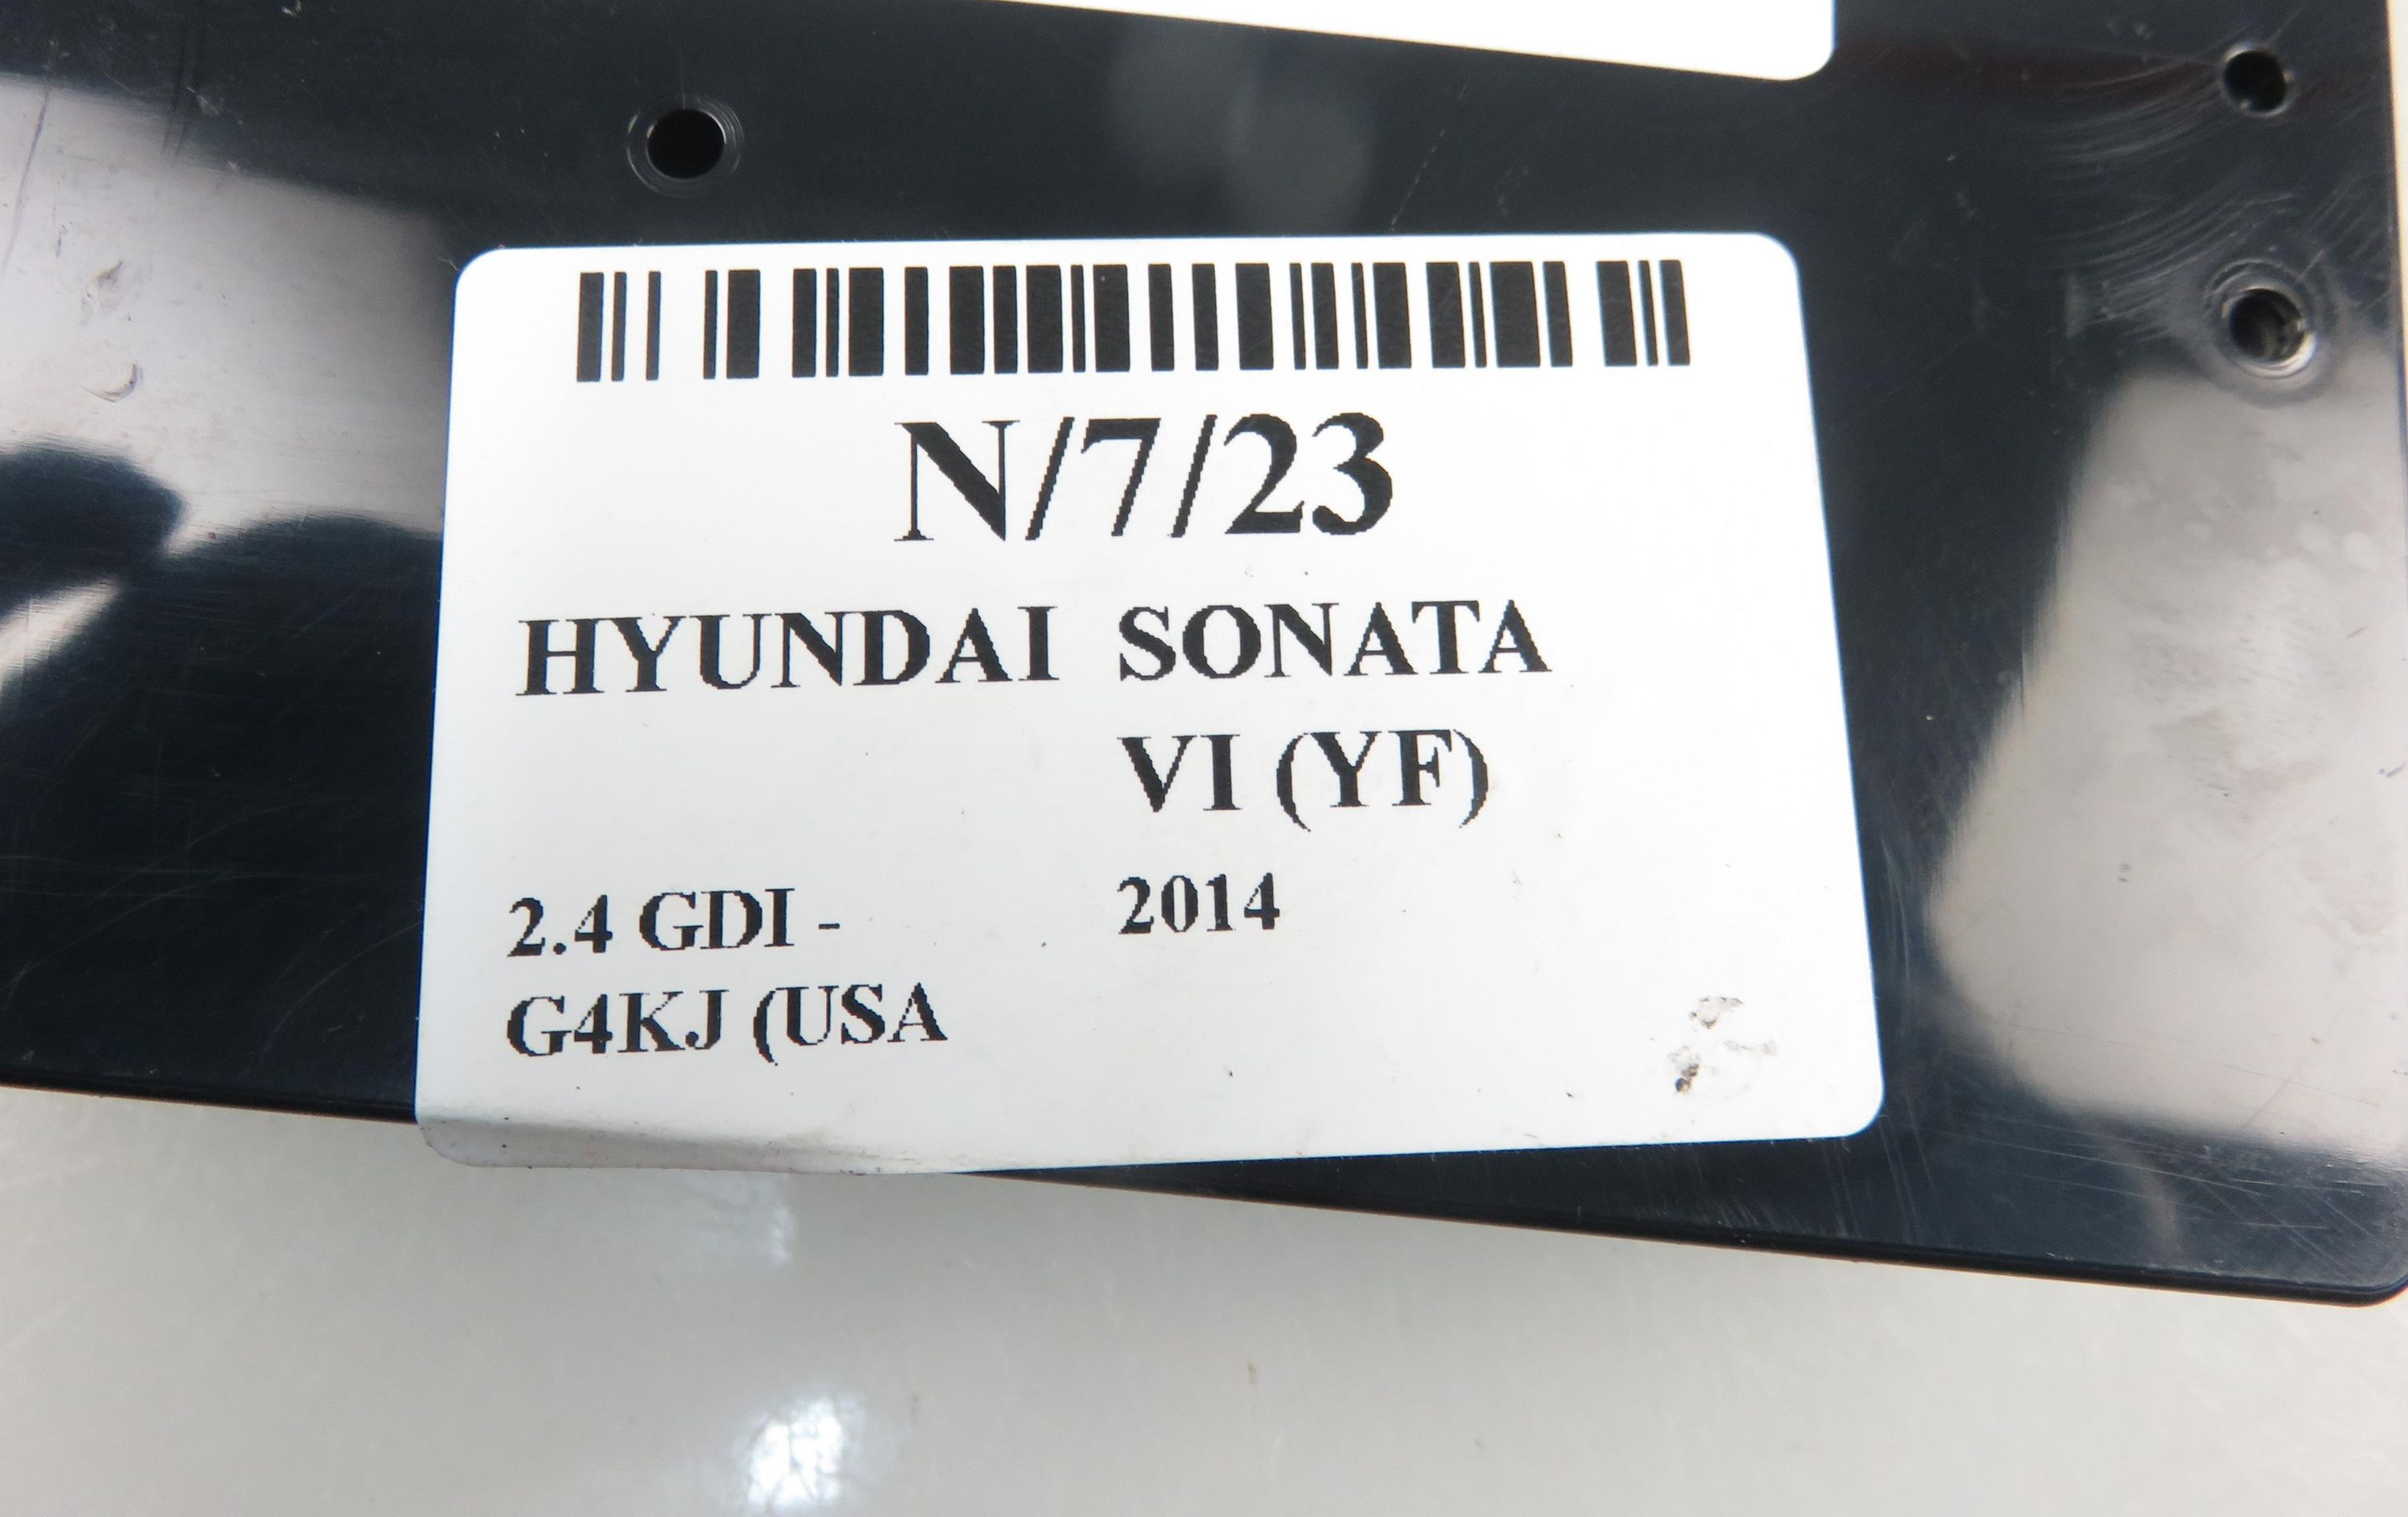 N/7/23
HYUNDAI SONATA
VI (YF)
2.4 GDI - 2014
G4KJ (USA